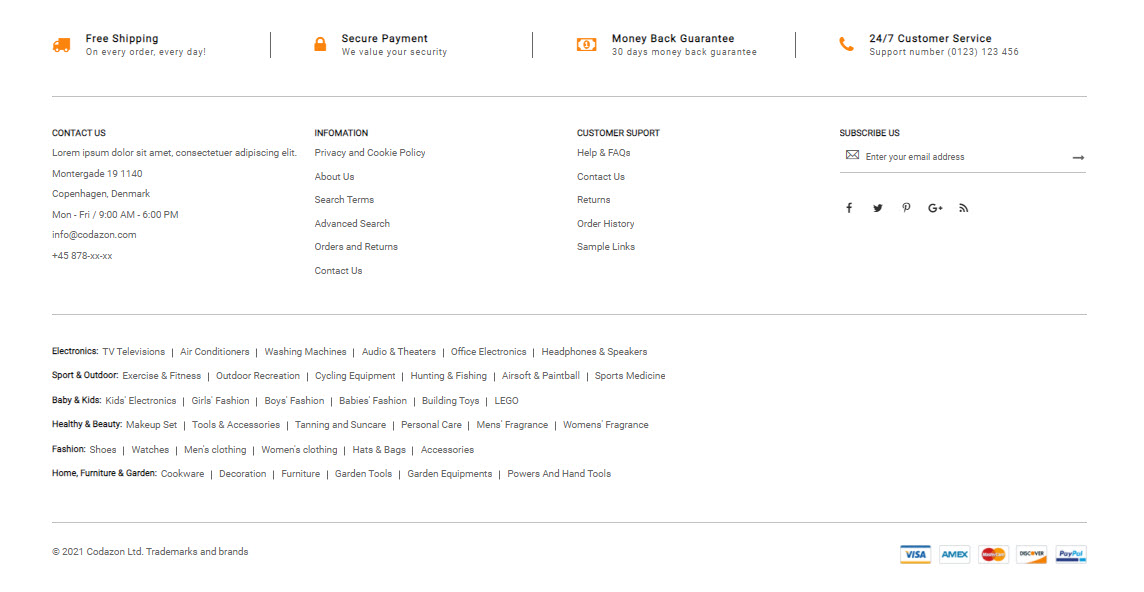 Free Shipping
On every order, every day!
Secure Payment
We value your security
Money Back Guarantee
30 days money back guarantee
24/7 Customer Service
Support number (0123) 123 456
CONTACT US
Lorem ipsum dolor sit amet, consectetuer adipiscing elit.
Montergade 19 1140
Copenhagen, Denmark
Mon - Fri / 9:00 AM - 6:00 PM
info@codazon.com
+45 878-xx-xx
INFOMATION
Privacy and Cookie Policy
About Us
Search Terms
Advanced Search
Orders and Returns
Contact Us
CUSTOMER SUPORT
Help & FAQs
Contact Us
Returns
Order History
Sample Links
SUBSCRIBE US
Enter your email address
Electronics: TV Televisions | Air Conditioners | Washing Machines | Audio & Theaters | Office Electronics | Headphones & Speakers
Sport & Outdoor: Exercise & Fitness | Outdoor Recreation | Cycling Equipment | Hunting & Fishing | Airsoft & Paintball | Sports Medicine
Baby & Kids: Kids' Electronics | Girls' Fashion | Boys' Fashion | Babies' Fashion | Building Toys | LEGO
Healthy & Beauty: Makeup Set | Tools & Accessories | Tanning and Suncare | Personal Care | Mens' Fragrance | Womens' Fragrance
Fashion: Shoes | Watches | Men's clothing | Women's clothing | Hats & Bags | Accessories
Home, Furniture & Garden: Cookware | Decoration | Furniture | Garden Tools | Garden Equipments | Powers And Hand Tools
© 2021 Codazon Ltd. Trademarks and brands
VISA AMEX MasterCard DISCOVER PayPal